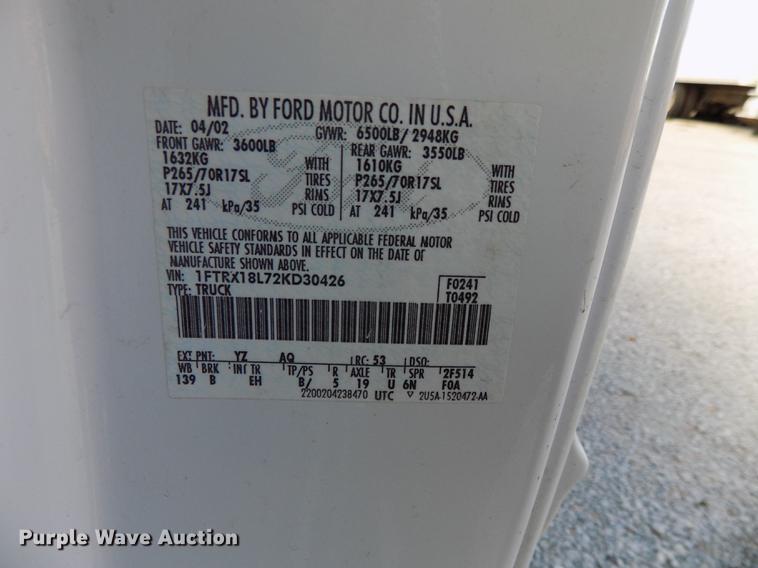 MFD. BY FORD MOTOR CO. IN U.S.A.
DATE: 04/02 GVWR: 6500LB/ 2948KG
FRONT GAWR: 3600LB REAR GAWR: 3550LB
1632KG WITH 1610KG WITH
P265/70R17SL TIRES P265/70R17SL TIRES
17X7.5J RIMS 17X7.5J RIMS
AT 241 kPa/35 PSI COLD AT 241 kPa/35 PSI COLD
THIS VEHICLE CONFORMS TO ALL APPLICABLE FEDERAL MOTOR
VEHICLE SAFETY STANDARDS IN EFFECT ON THE DATE OF
MANUFACTURE SHOWN ABOVE.
VIN: 1FTRX18L72KD30426 F0241
TYPE: TRUCK T0492
EXT PNT: YZ AQ RC: 53 DSO:
WB BRK INT TR TP/PS R AXLE TR SPR 2F514
139 B EH B/ 5 19 U 6N F0A
2200204238470 UTC ▽ 2USA-1520472-AA
Purple Wave Auction